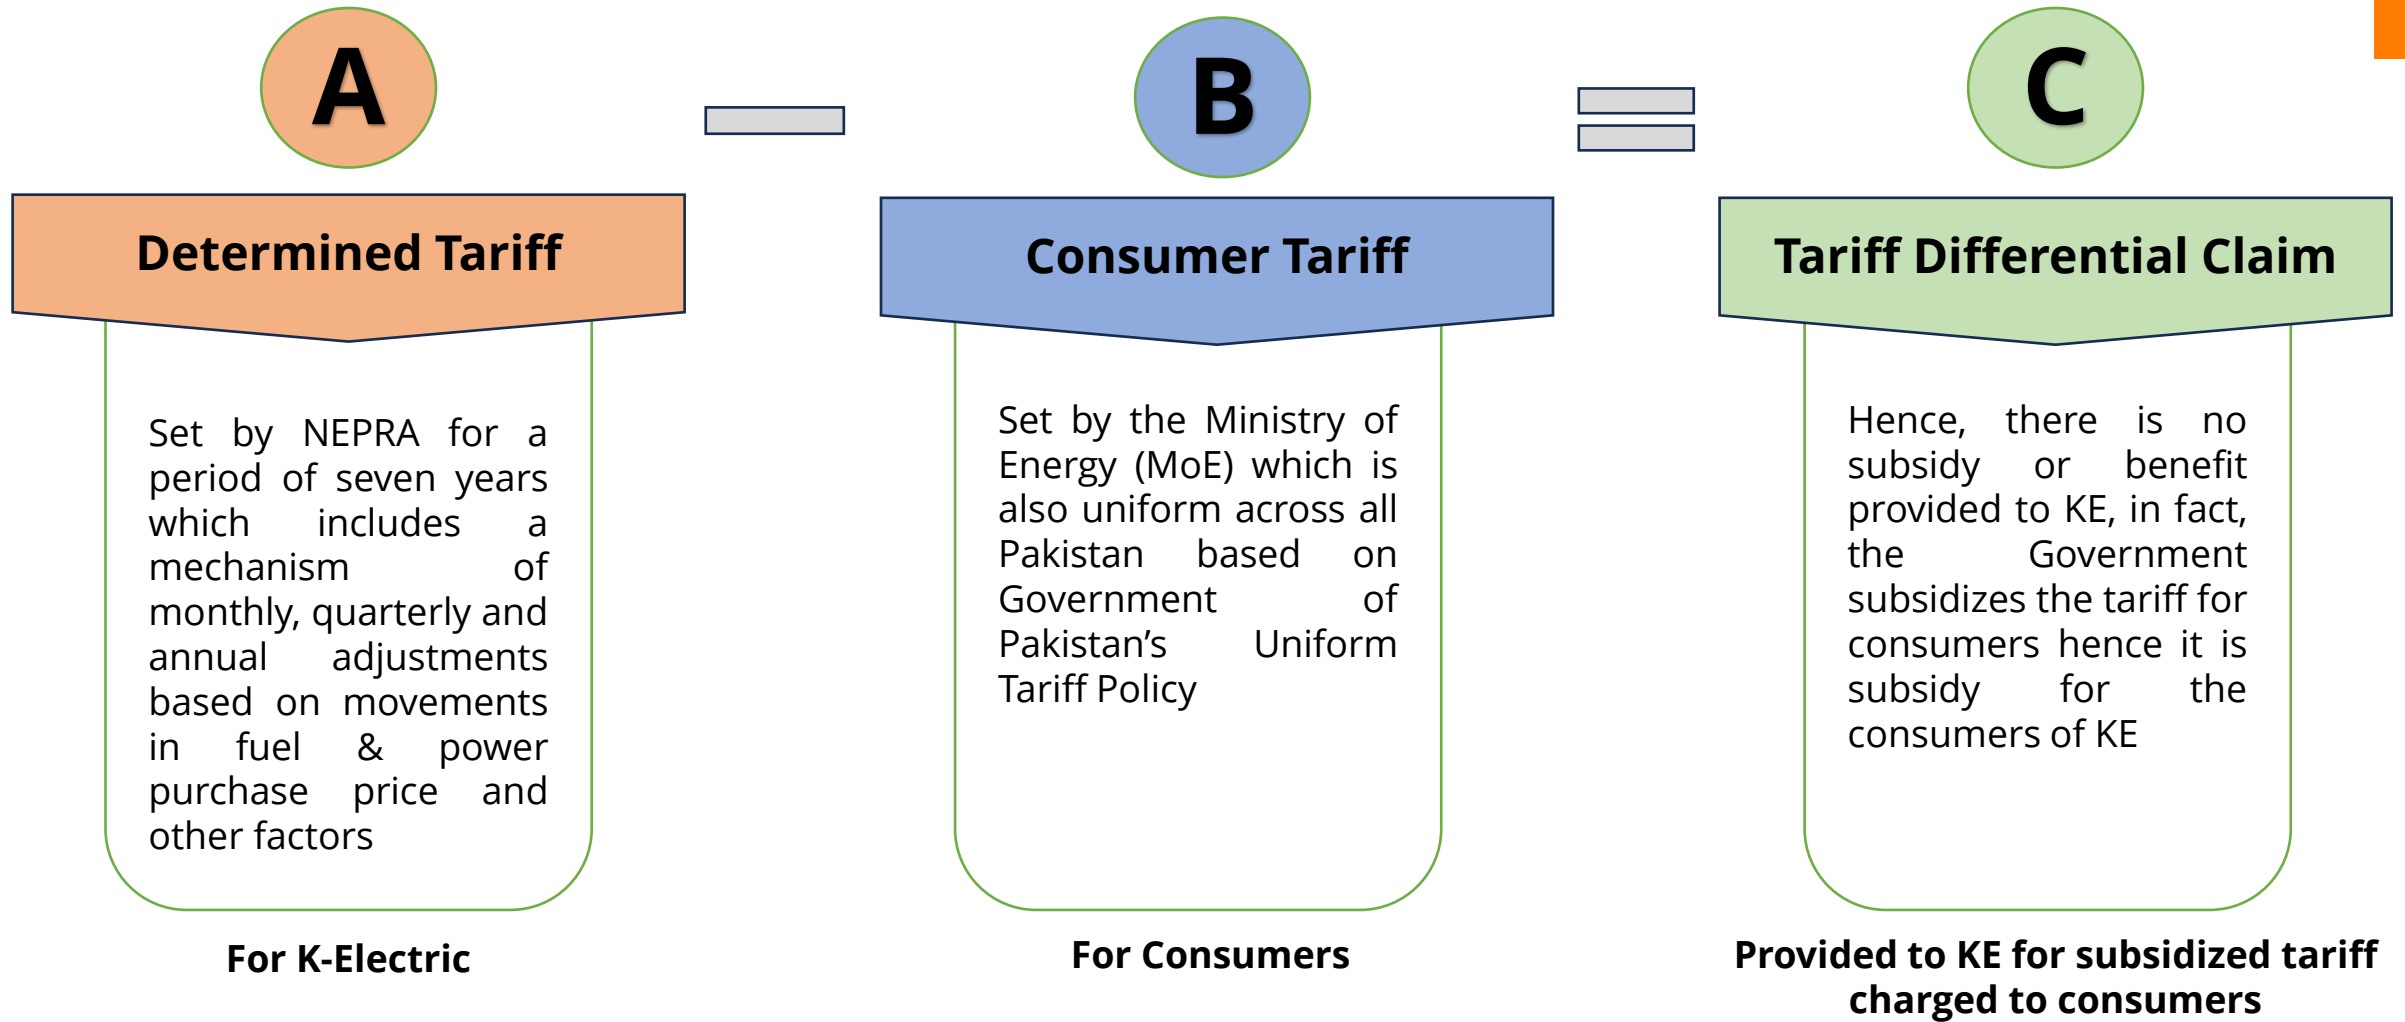 A
B
C
Determined Tariff
Consumer Tariff
Tariff Differential Claim
Set by NEPRA for a
period of seven years
which includes a
mechanism of
monthly, quarterly and
annual adjustments
based on movements
in fuel & power
purchase price and
other factors
Set by the Ministry of
Energy (MoE) which is
also uniform across all
Pakistan based on
Government of
Pakistan’s Uniform
Tariff Policy
Hence, there is no
subsidy or benefit
provided to KE, in fact,
the Government
subsidizes the tariff for
consumers hence it is
subsidy for the
consumers of KE
For K-Electric
For Consumers
Provided to KE for subsidized tariff
charged to consumers